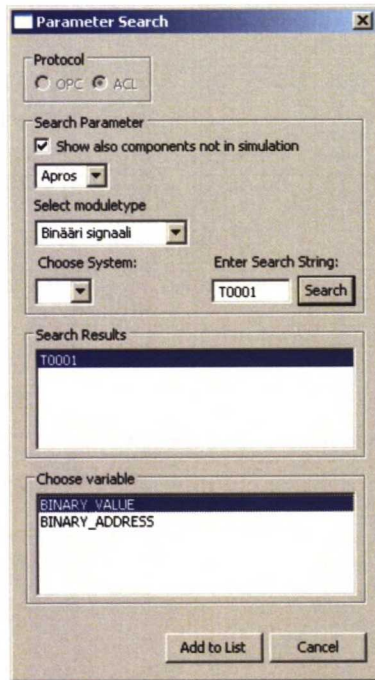 Parameter Search
Protocol
OPC ACL
Search Parameter
Show also components not in simulation
Apros
Select moduletype
Binääri signaali
Choose System: Enter Search String:
T0001 Search
Search Results
T0001
Choose variable
BINARY_VALUE
BINARY_ADDRESS
Add to List Cancel